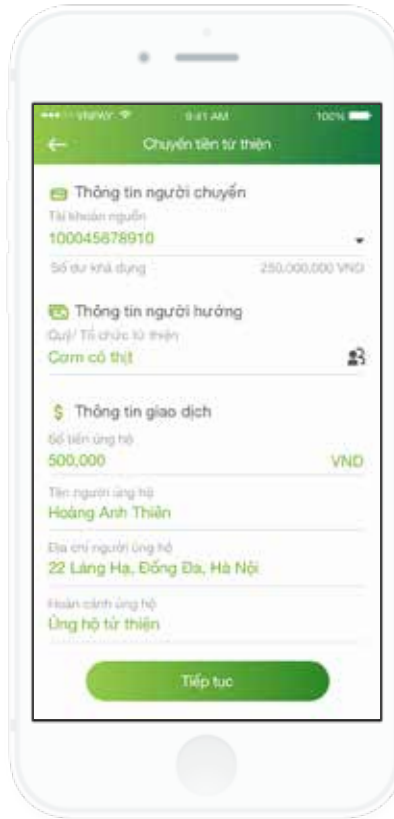 VNPAY 9:41 AM 100%
Chuyển tiền từ thiện
Thông tin người chuyển
Tài khoản nguồn
100045678910
Số dư khả dụng 250,000,000 VND
Thông tin người hưởng
Quỹ/ Tổ chức từ thiện
Cơm có thịt
$ Thông tin giao dịch
Số tiền ủng hộ
500,000 VND
Tên người ủng hộ
Hoàng Anh Thiên
Địa chỉ người ủng hộ
22 Láng Hạ, Đống Đa, Hà Nội
Hoàn cảnh ủng hộ
Ủng hộ từ thiện
Tiếp tục